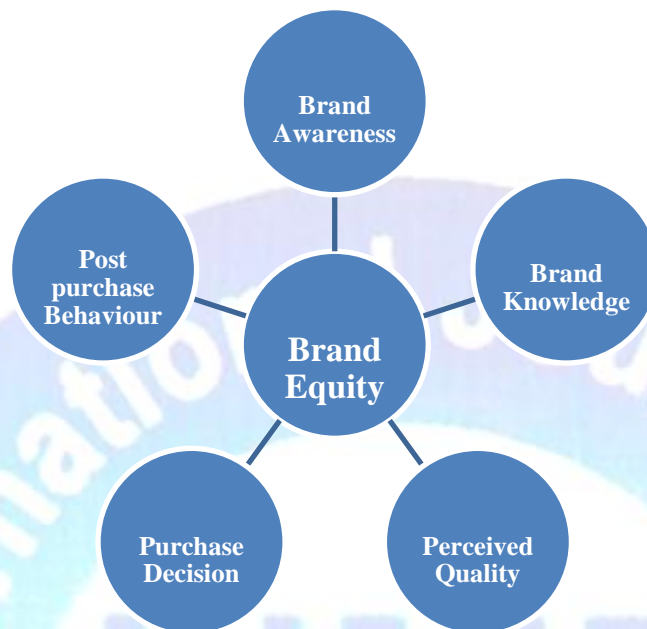 Brand
Awareness
Brand
Knowledge
Perceived
Quality
Purchase
Decision
Post
purchase
Behaviour
Brand
Equity